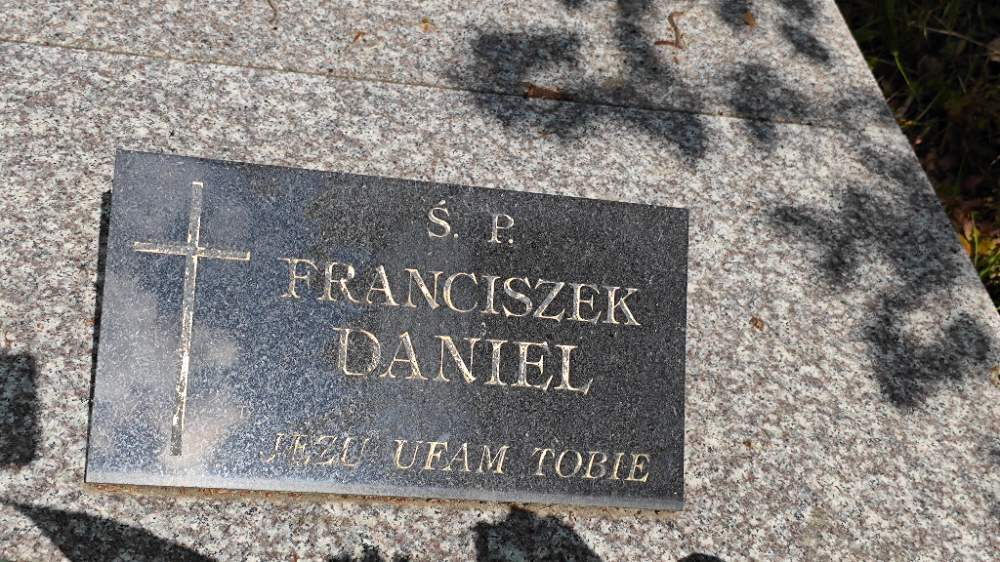 Ś. P.
FRANCISZEK
DANIEL
JEZU UFAM TOBIE